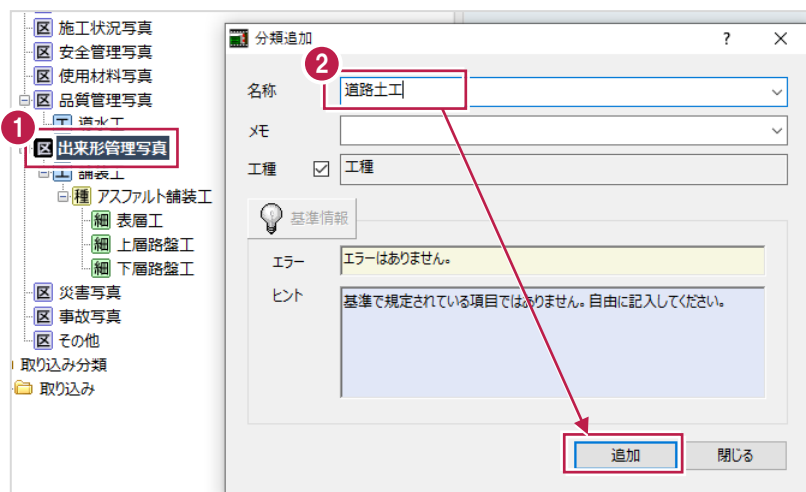 区 施工状況写真
区 安全管理写真
区 使用材料写真
区 品質管理写真
工 道水工
1
区 出来形管理写真
工 舗装工
種 アスファルト舗装工
細 表層工
細 上層路盤工
細 下層路盤工
区 災害写真
区 事故写真
区 その他
取り込み分類
取り込み
分類追加
?
2
名称 道路土工
メモ
工種 工種
基準情報
エラー エラーはありません。
ヒント 基準で規定されている項目ではありません。自由に記入してください。
追加 閉じる